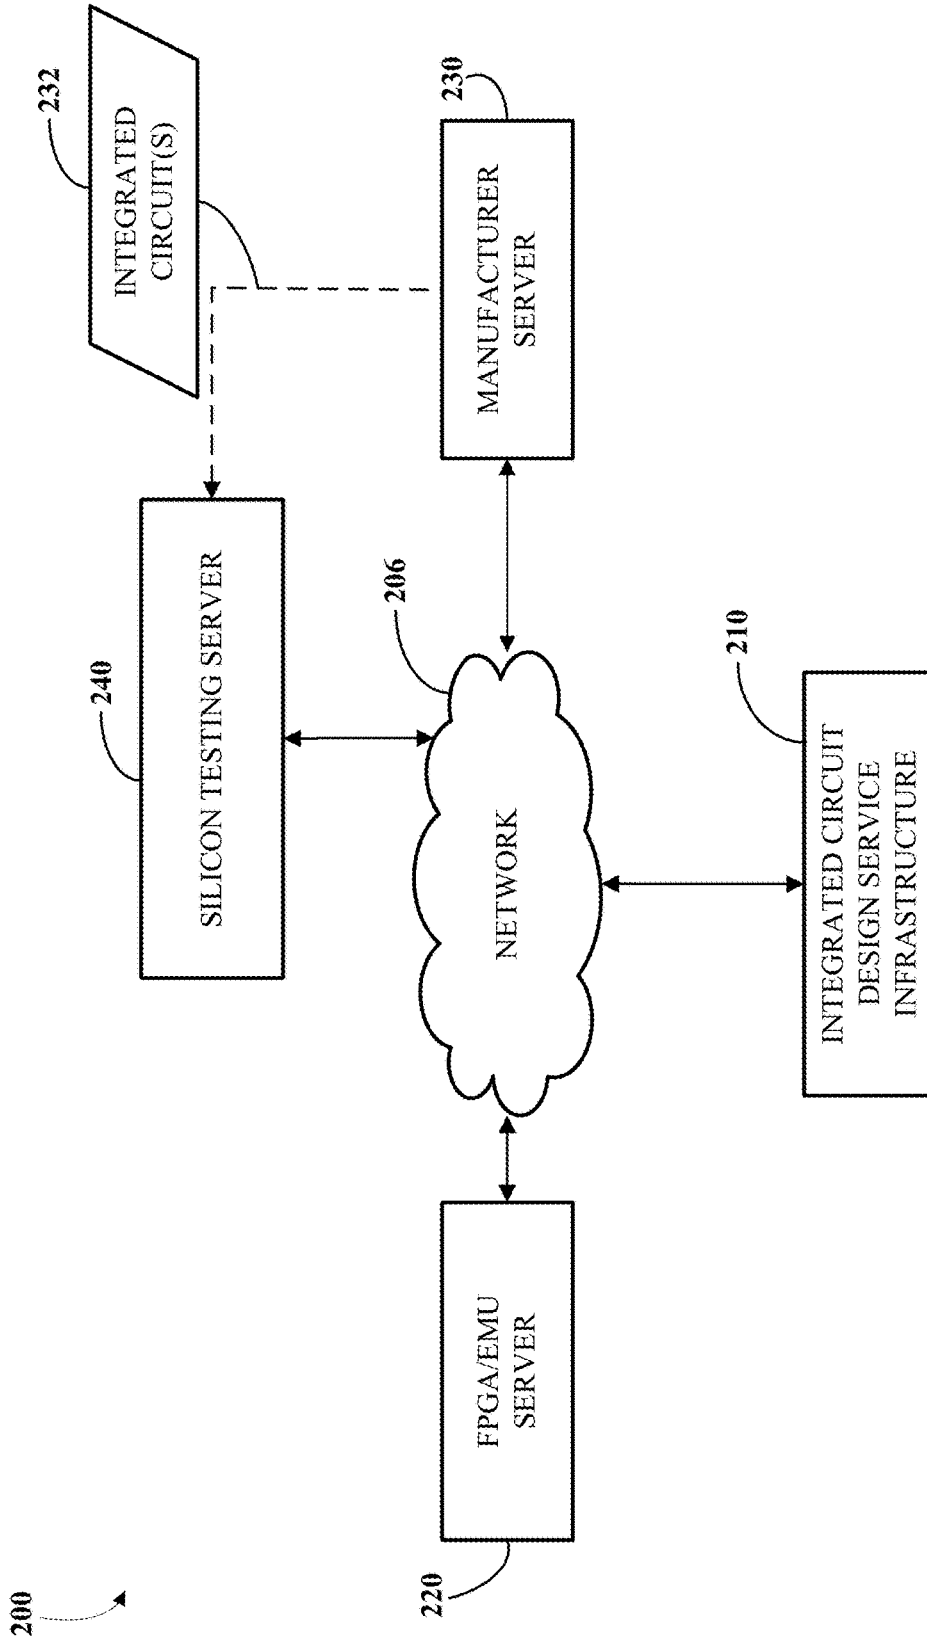 200
232
INTEGRATED
CIRCUIT(S)
240
SILICON TESTING SERVER
206
230
220
FPGA/EMU
SERVER
NETWORK
MANUFACTURER
SERVER
210
INTEGRATED CIRCUIT
DESIGN SERVICE
INFRASTRUCTURE